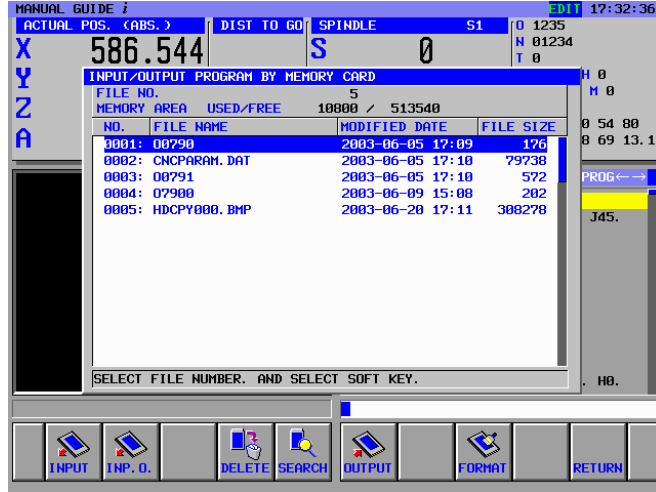 MANUAL GUIDE i EDIT 17:32:36
ACTUAL POS. (ABS.) DIST TO GO SPINDLE S1 O 1235
X 586.544 S 0 N 01234
T 0
Y
Z
A
INPUT/OUTPUT PROGRAM BY MEMORY CARD
FILE NO. 5
MEMORY AREA USED/FREE 10800 / 513540
NO. FILE NAME MODIFIED DATE FILE SIZE
0001: O0790 2003-06-05 17:09 176
0002: CNCPARAM.DAT 2003-06-05 17:10 79738
0003: O0791 2003-06-05 17:10 572
0004: O7900 2003-06-09 15:08 202
0005: HDCPY000.BMP 2003-06-20 17:11 308278
SELECT FILE NUMBER. AND SELECT SOFT KEY.
H 0
M 0
0 54 80
8 69 13.1
PROG←→
J45.
. H0.
INPUT INP.O. DELETE SEARCH OUTPUT FORMAT RETURN